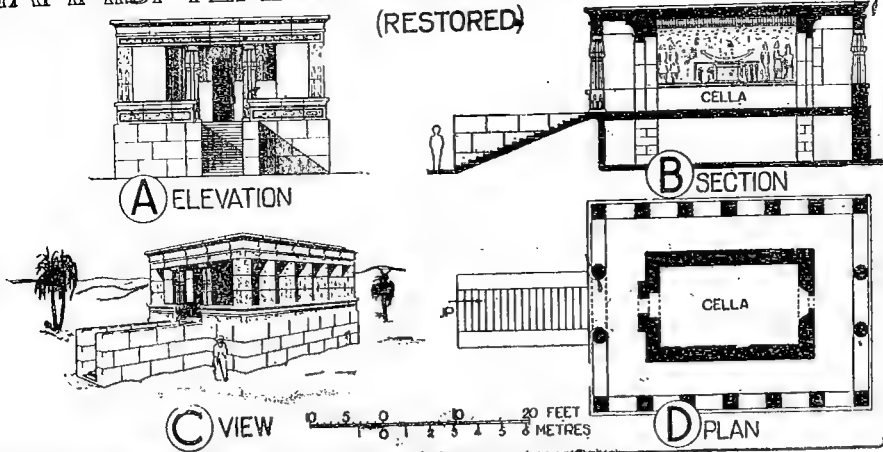 (RESTORED)
CELLA
A ELEVATION
B SECTION
CELLA
UP
C VIEW
10 5 0 10 20 FEET
1 0 1 2 3 4 5 6 METRES
D PLAN